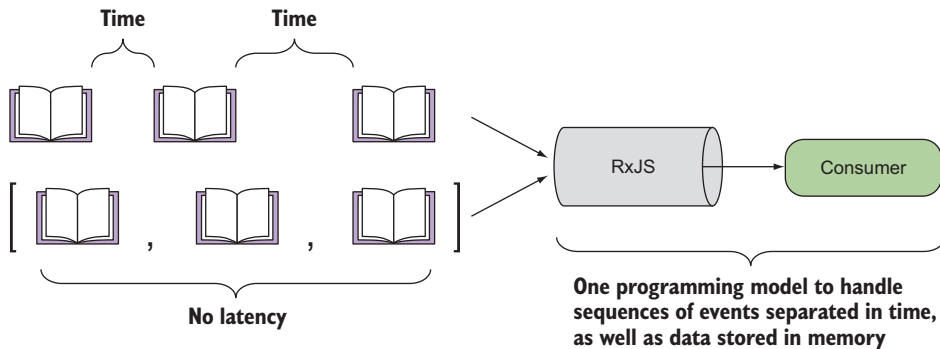 Time
Time
[ , , ]
No latency
RxJS
Consumer
One programming model to handle
sequences of events separated in time,
as well as data stored in memory